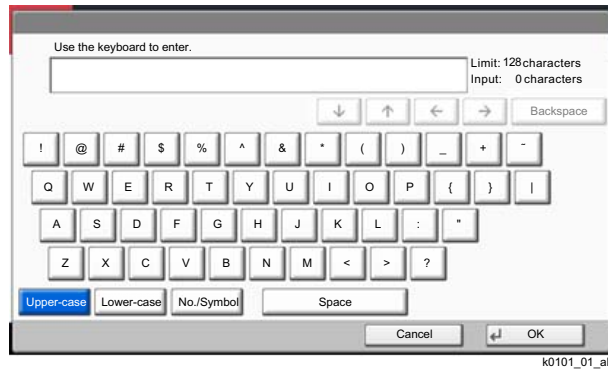 Use the keyboard to enter.
Limit: 128 characters
Input: 0 characters
Backspace
! @ # $ % ^ & * ( ) _ + ~
Q W E R T Y U I O P { } |
A S D F G H J K L : "
Z X C V B N M < > ?
Upper-case Lower-case No./Symbol Space
Cancel OK